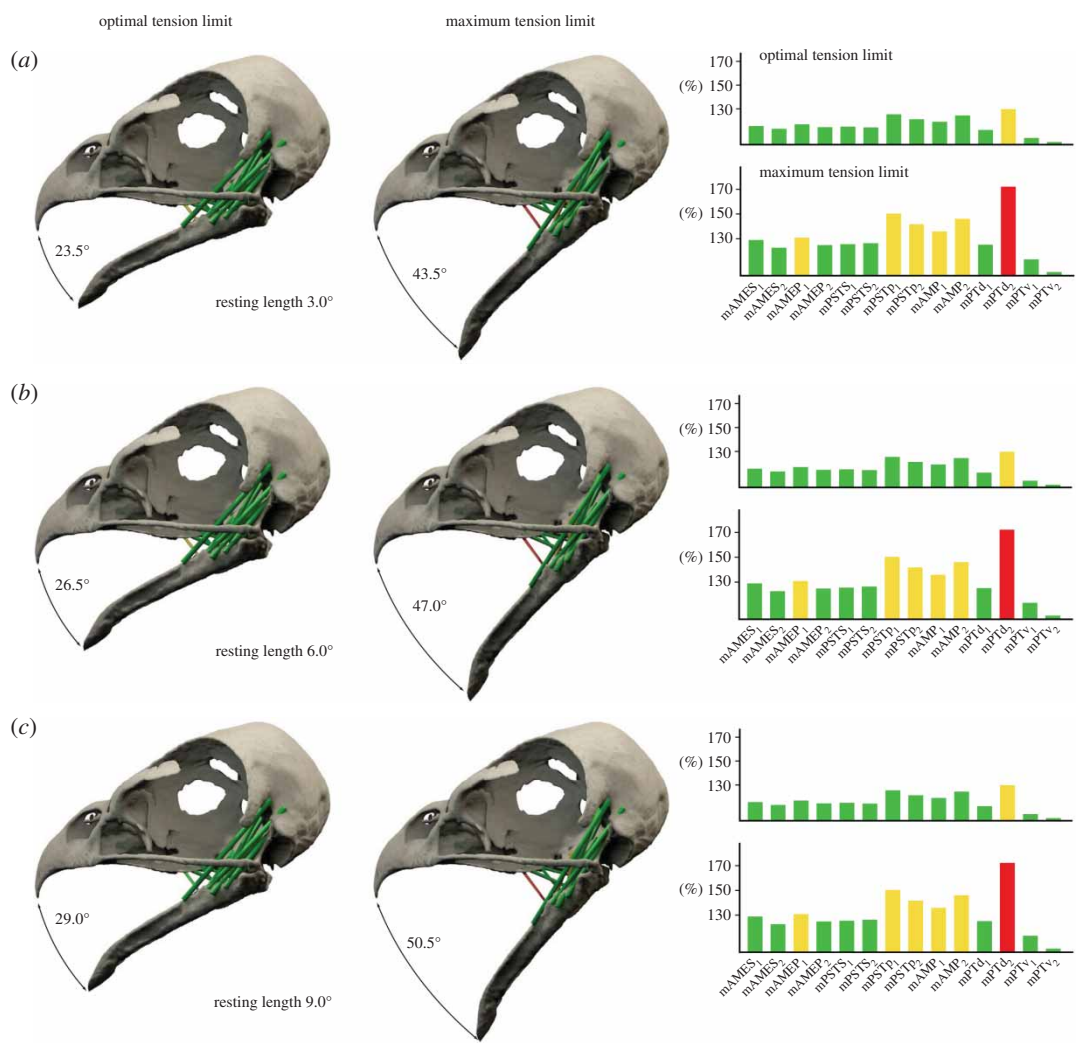 optimal tension limit
maximum tension limit
(a)
23.5°
resting length 3.0°
43.5°
170
(%) 150
130
optimal tension limit
170
(%) 150
130
maximum tension limit
mAMES1
mAMES2
mAMEP1
mAMEP2
mPSTS1
mPSTS2
mPSTp1
mPSTp2
mAMP1
mAMP2
mPTd1
mPTd2
mPTv1
mPTv2
(b)
26.5°
resting length 6.0°
47.0°
170
(%) 150
130
170
(%) 150
130
mAMES1
mAMES2
mAMEP1
mAMEP2
mPSTS1
mPSTS2
mPSTp1
mPSTp2
mAMP1
mAMP2
mPTd1
mPTd2
mPTv1
mPTv2
(c)
29.0°
resting length 9.0°
50.5°
170
(%) 150
130
170
(%) 150
130
mAMES1
mAMES2
mAMEP1
mAMEP2
mPSTS1
mPSTS2
mPSTp1
mPSTp2
mAMP1
mAMP2
mPTd1
mPTd2
mPTv1
mPTv2